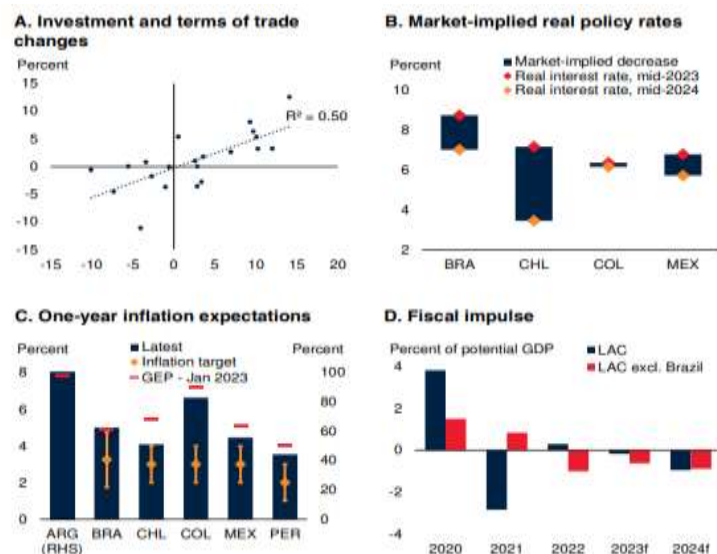 A. Investment and terms of trade
changes
Percent
15
10
5
0
-5
-10
-15
R² = 0.50
-15 -10 -5 0 5 10 15 20
B. Market-implied real policy rates
Percent
Market-implied decrease
Real interest rate, mid-2023
Real interest rate, mid-2024
10
8
6
4
2
BRA CHL COL MEX
C. One-year inflation expectations
Percent
Latest
Inflation target
GEP - Jan 2023
Percent
8
6
4
2
0
100
80
60
40
20
0
ARG BRA CHL COL MEX PER
(RHS)
D. Fiscal impulse
Percent of potential GDP
LAC
LAC excl. Brazil
4
2
0
-2
-4
2020 2021 2022 2023f 2024f